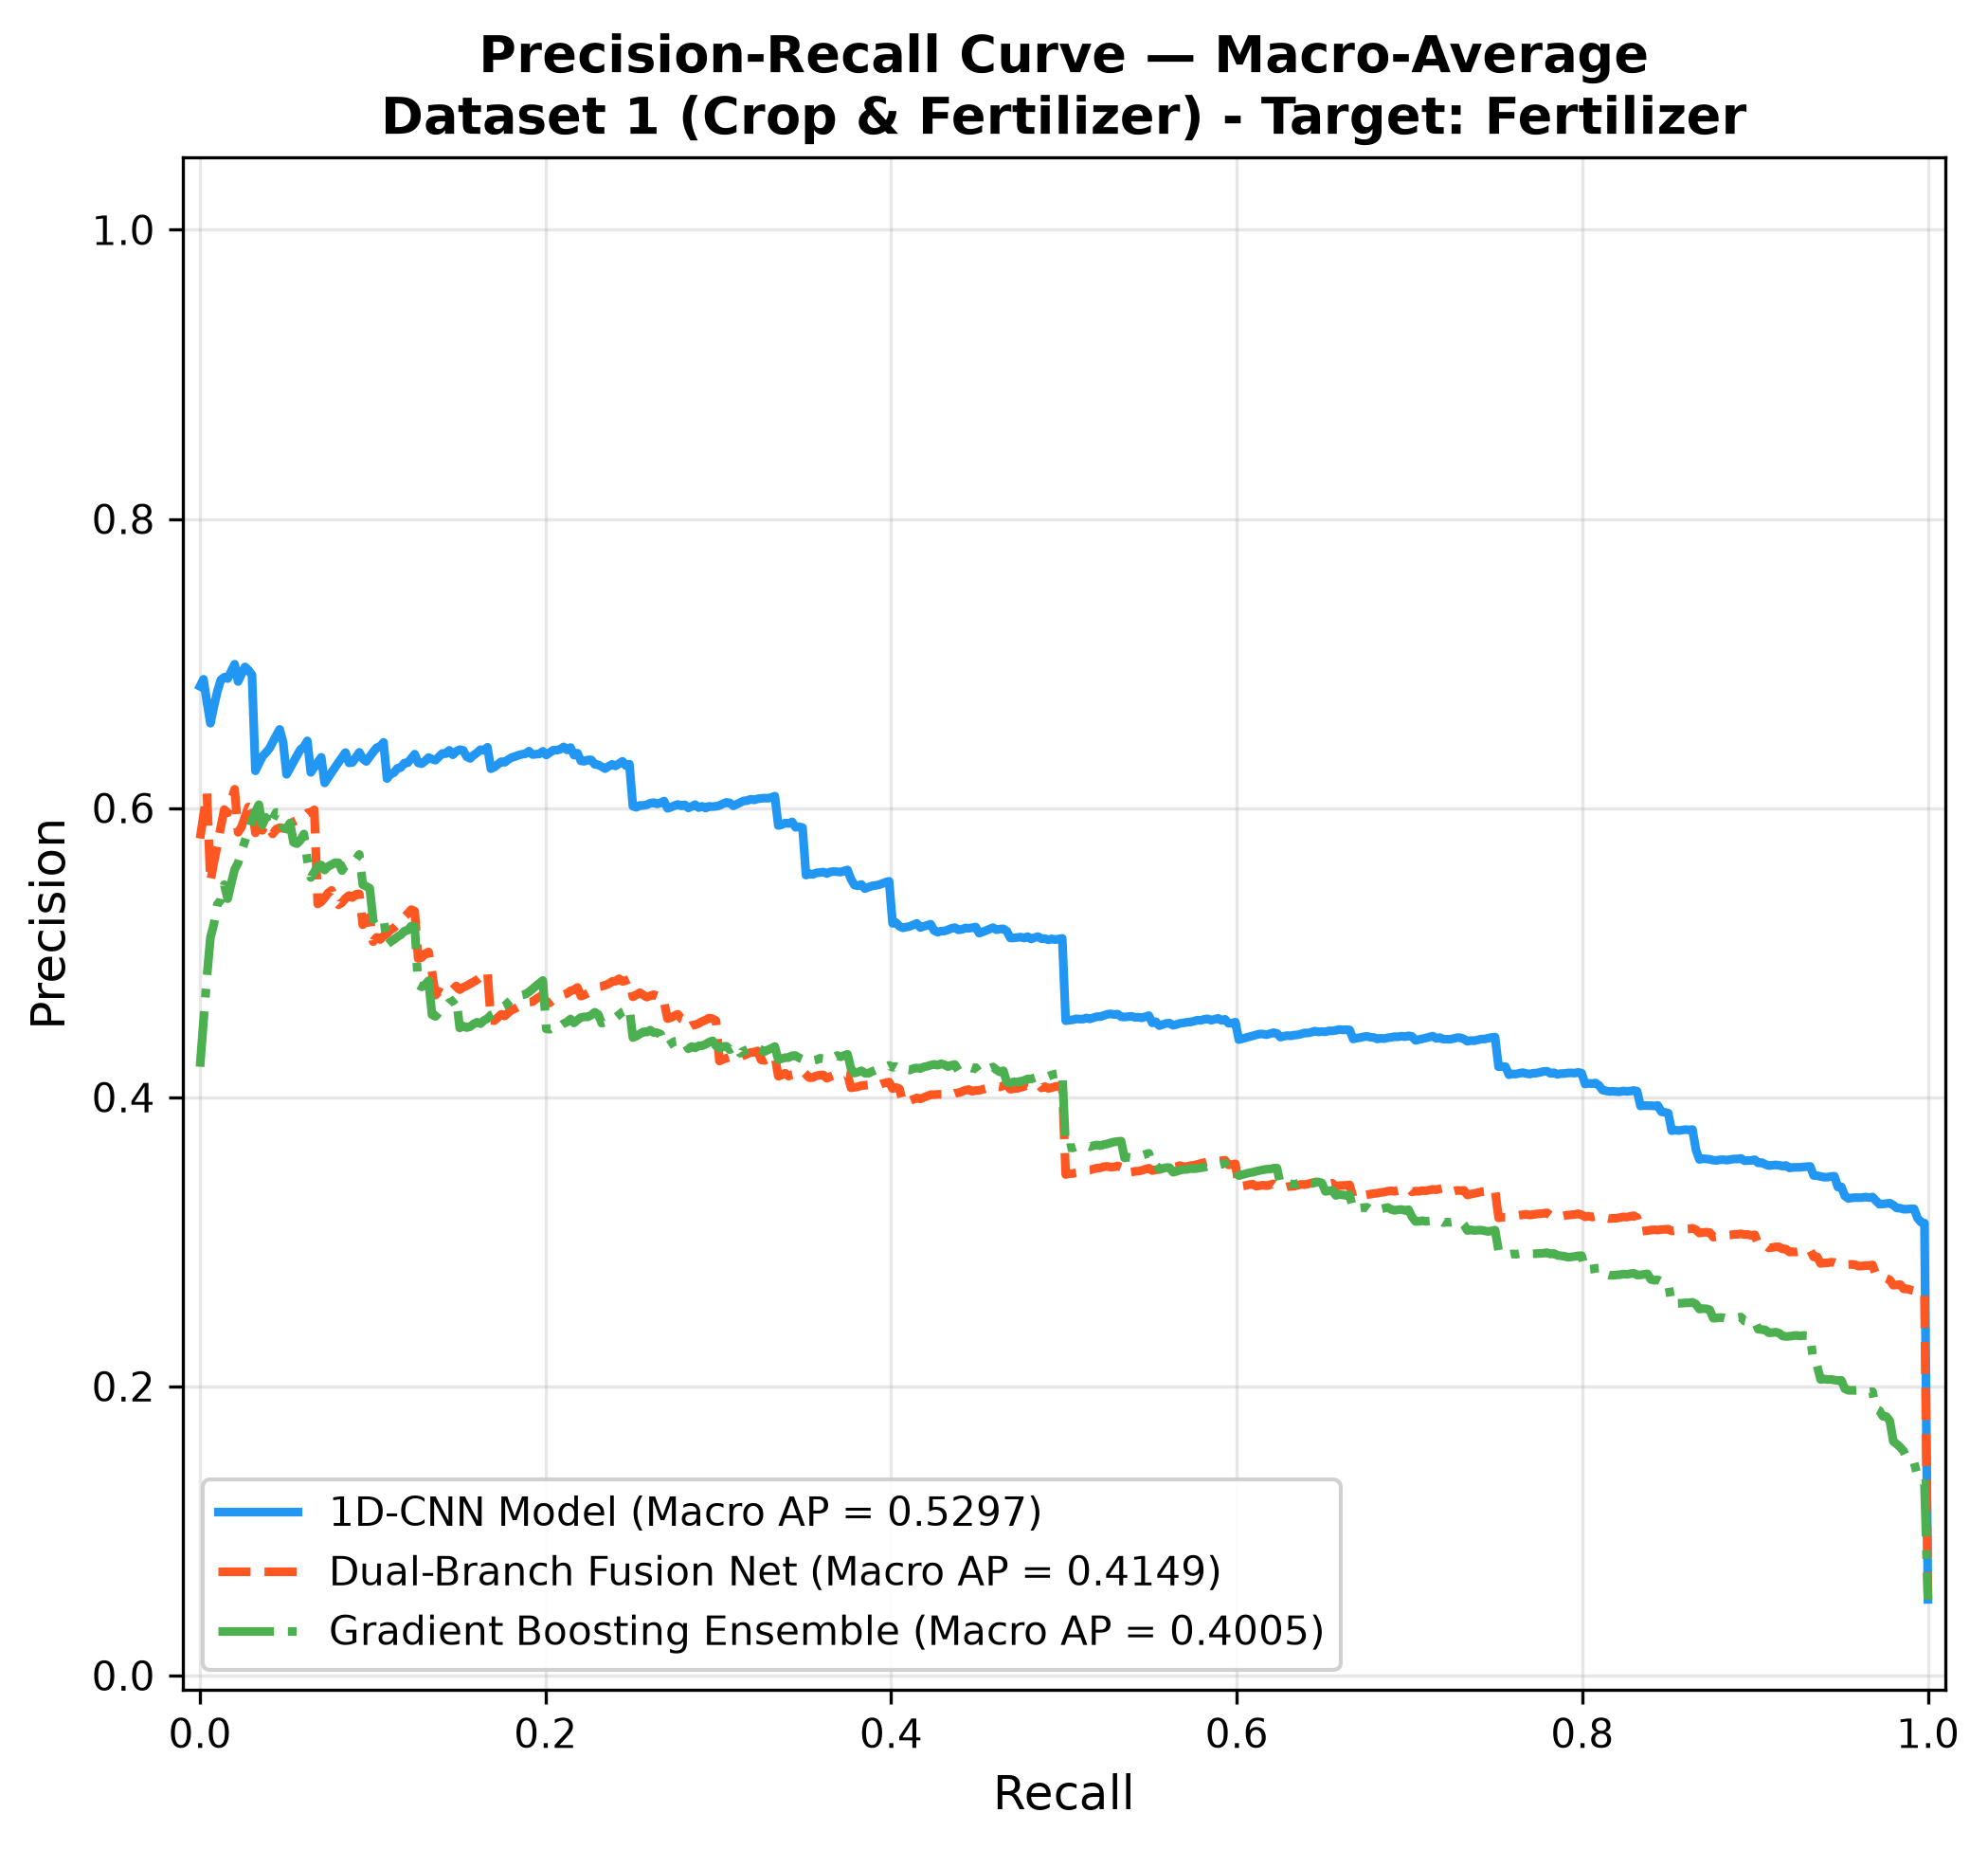 Precision-Recall Curve — Macro-Average
Dataset 1 (Crop & Fertilizer) - Target: Fertilizer
Precision
1.0
0.8
0.6
0.4
0.2
0.0
1D-CNN Model (Macro AP = 0.5297)
Dual-Branch Fusion Net (Macro AP = 0.4149)
Gradient Boosting Ensemble (Macro AP = 0.4005)
0.0 0.2 0.4 0.6 0.8 1.0
Recall